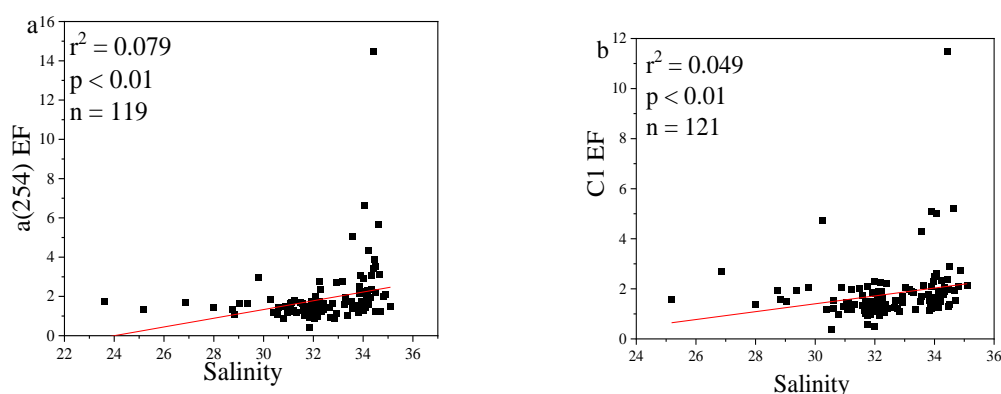 a
r² = 0.079
p < 0.01
n = 119
16
14
12
10
8
6
4
2
0
a(254) EF
22 24 26 28 30 32 34 36
Salinity
b
r² = 0.049
p < 0.01
n = 121
12
10
8
6
4
2
0
C1 EF
24 26 28 30 32 34 36
Salinity